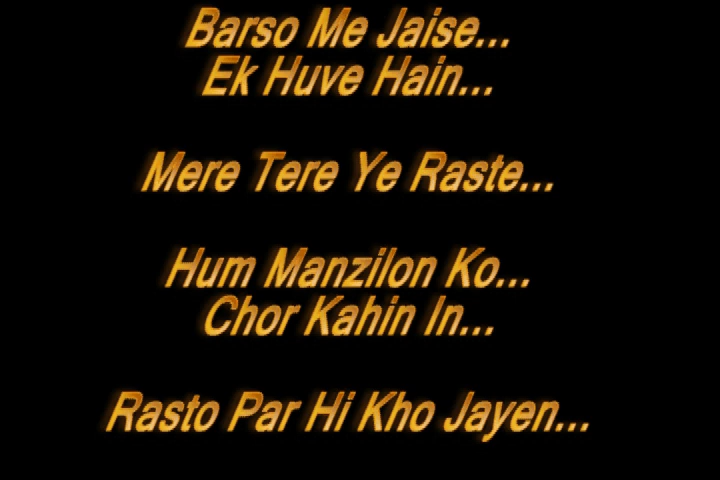 Barso Me Jaise...
Ek Huve Hain...
Mere Tere Ye Raste...
Hum Manzilon Ko...
Chor Kahin In...
Rasto Par Hi Kho Jayen...